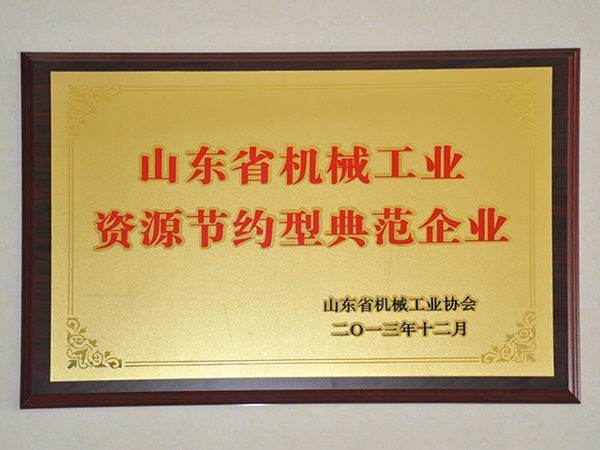 山东省机械工业
资源节约型典范企业
山东省机械工业协会
二O一三年十二月